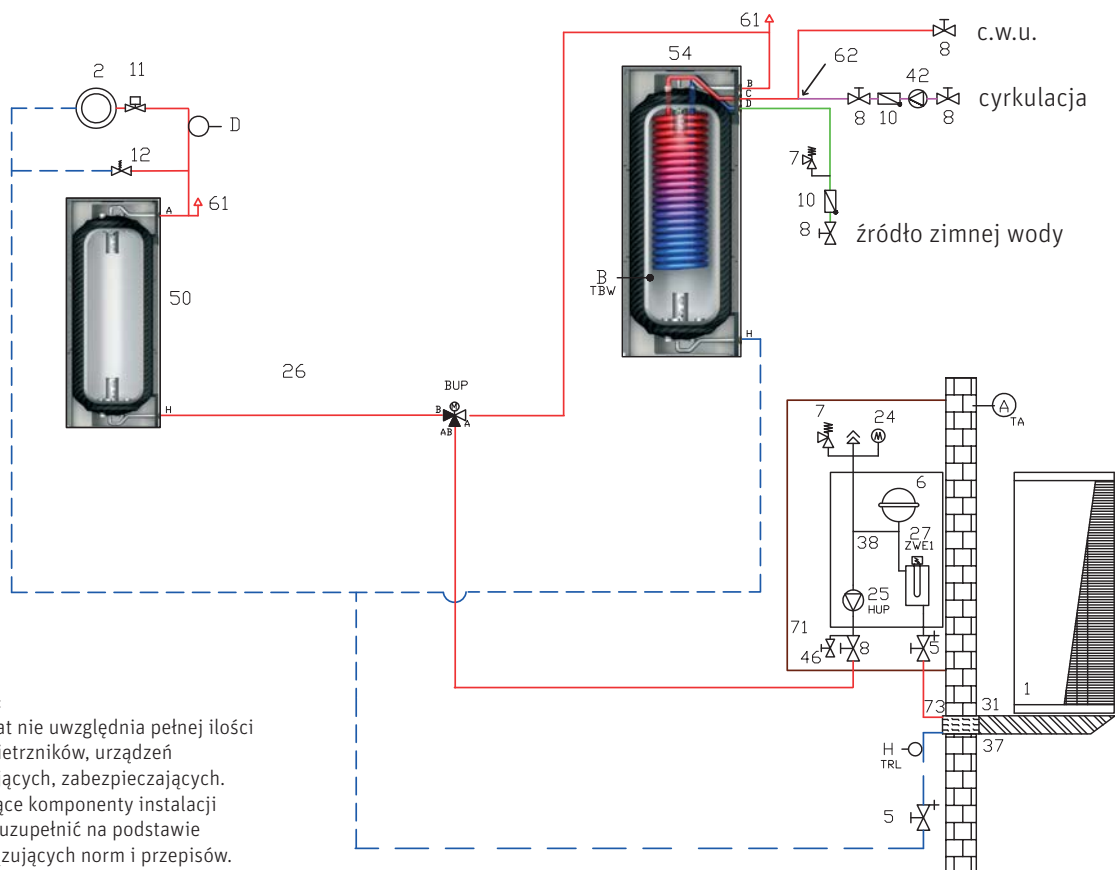 61
c.w.u.
8
54
62
2
11
42
B
C
D
cyrkulacja
8
10
8
D
12
7
10
A
61
8
źródło zimnej wody
B
TBW
50
H
26
BUP
M
B
A
AB
H
A
TA
7
24
M
6
27
ZWE1
38
25
HUP
71
46
8
5
1
73
31
37
H
TRL
5
:
at nie uwzględnia pełnej ilości
ietrzników, urządzeń
jących, zabezpieczających.
ące komponenty instalacji
uzupełnić na podstawie
zujących norm i przepisów.